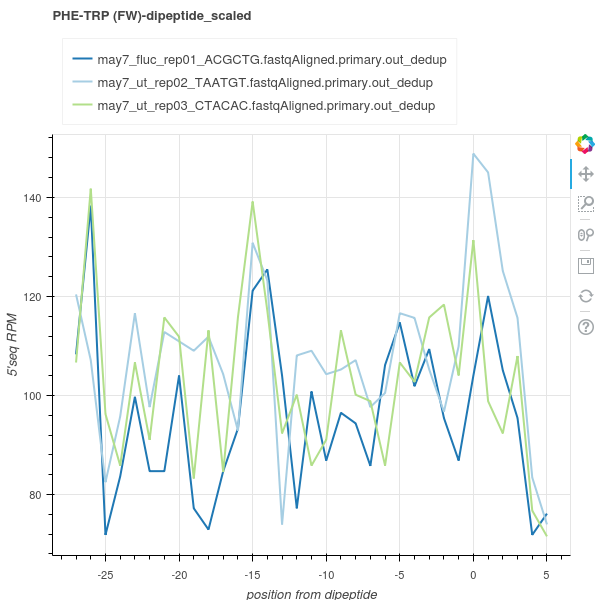 PHE-TRP (FW)-dipeptide_scaled
may7_fluc_rep01_ACGCTG.fastqAligned.primary.out_dedup
may7_ut_rep02_TAATGT.fastqAligned.primary.out_dedup
may7_ut_rep03_CTACAC.fastqAligned.primary.out_dedup
140
120
100
80
5'seq RPM
-25 -20 -15 -10 -5 0 5
position from dipeptide